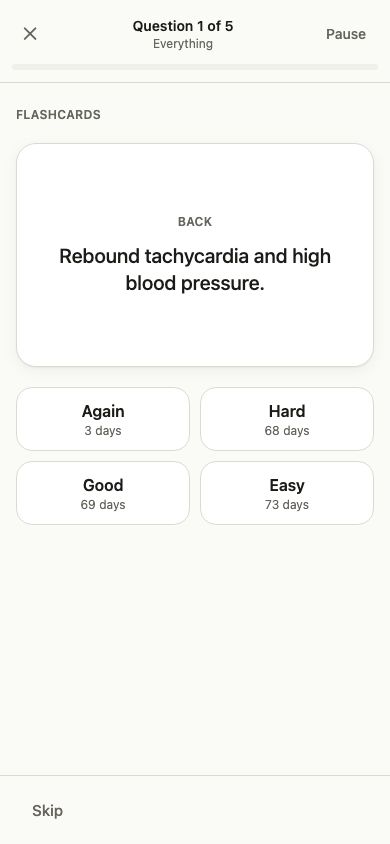 Question 1 of 5
Everything
Pause
FLASHCARDS
BACK
Rebound tachycardia and high
blood pressure.
Again
3 days
Hard
68 days
Good
69 days
Easy
73 days
Skip